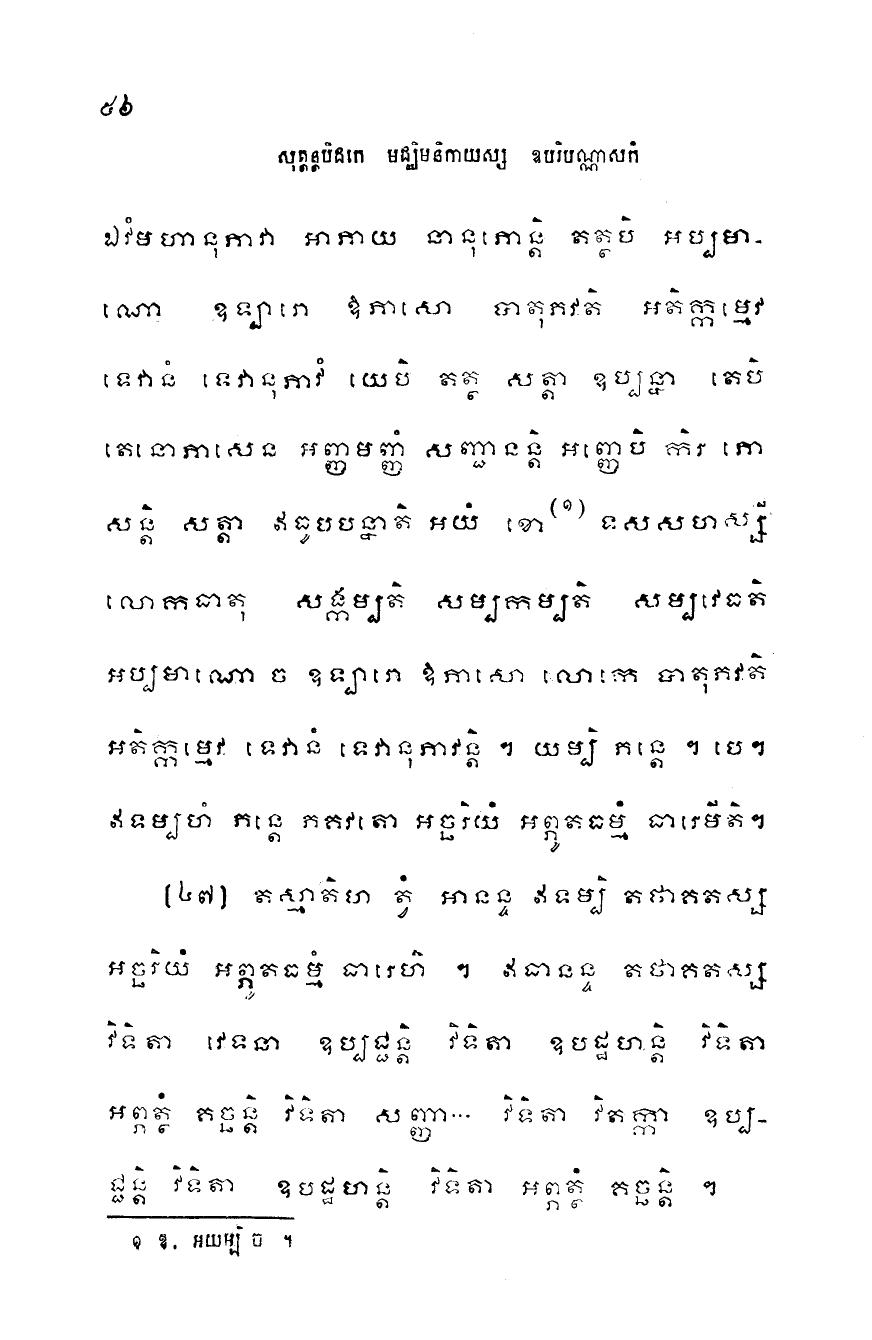 ៥៦
សុត្តន្តបិដកេ មជ្ឈិមនិកាយស្ស ឧបរិបណ្ណាសកំ
ឯវំមហានុភាវា អាភាយ នានុភោន្តិ តត្ថបិ អប្បមា-
ណោ ឧឡារោ ឱភាសោ បាតុភវតិ អតិក្កម្មេវ
ទេវានំ ទេវានុភាវំ យេបិ តត្ថ សត្តា ឧប្បន្នា តេបិ
តេនោភាសេន អញ្ញមញ្ញំ សញ្ជានន្តិ អញ្ញេបិ កិរ ភោ
សន្តិ សត្តា ឥធូបបន្នាតិ អយំ ខោ(១) ទសសហស្សី
លោកធាតុ សង្កម្បតិ សម្បកម្បតិ សម្បវេធតិ
អប្បមាណោ ច ឧឡារោ ឱភាសោ លោកេ បាតុភវតិ
អតិក្កម្មេវ ទេវានំ ទេវានុភាវន្តិ ។ យម្បិ ភន្តេ ។ បេ។
ឥទម្បហំ ភន្តេ ភគវតោ អច្ឆរិយំ អព្ភូតធម្មំ ធារេមីតិ។
[៤៧] តស្មាតិហ ត្វំ អានន្ទ ឥទម្បិ តថាគតស្ស
អច្ឆរិយំ អព្ភូតធម្មំ ធារេហិ ។ ឥធានន្ទ តថាគតស្ស
វិទិតា វេទនា ឧប្បជ្ជន្តិ វិទិតា ឧបដ្ឋហន្តិ វិទិតា
អព្ភត្ថំ គច្ឆន្តិ វិទិតា សញ្ញា… វិទិតា វិតក្កា ឧប្ប-
ជ្ជន្តិ វិទិតា ឧបដ្ឋហន្តិ វិទិតា អព្ភត្ថំ គច្ឆន្តិ ។
១ ឱ. អយម្បិ ច ។